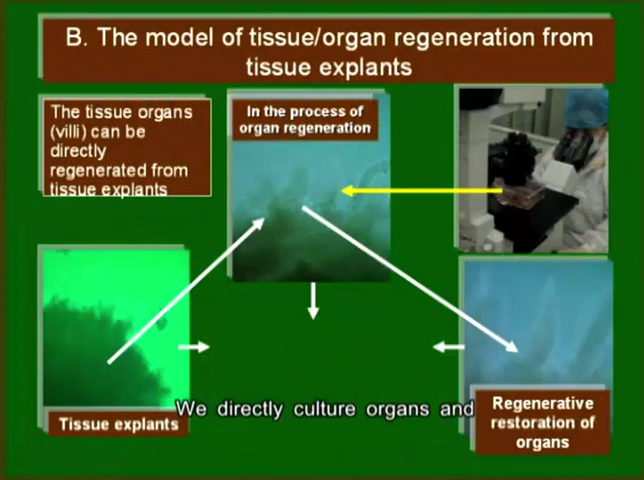 B. The model of tissue/organ regeneration from
tissue explants
The tissue organs
(villi) can be
directly
regenerated from
tissue explants
In the process of
organ regeneration
Tissue explants
We directly culture organs and
Regenerative
restoration of
organs